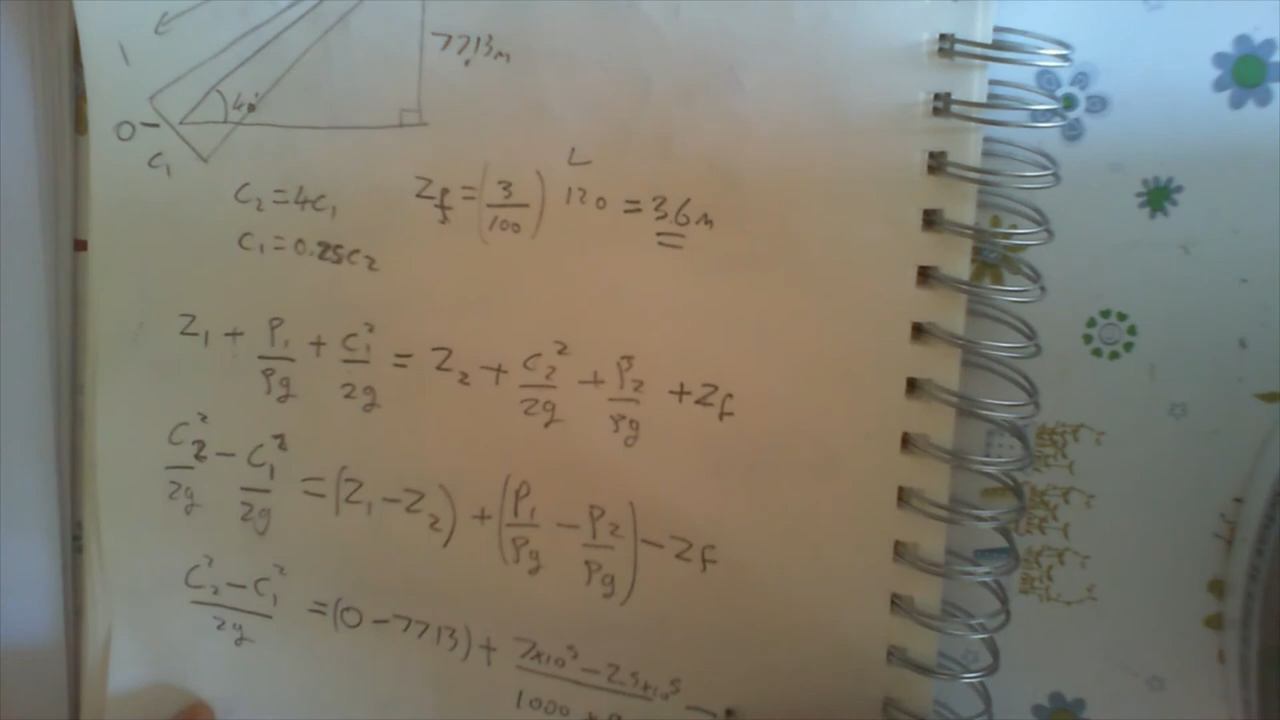 77.13m
40°
0
C₁
L
C₂ = 4C₁
Zf = (3/100) 120 = 3.6m
C₁ = 0.25C₂
Z₁ + P₁/ρg + C₁²/2g = Z₂ + C₂²/2g + P₂/ρg + Zf
C₂²/2g - C₁²/2g = (Z₁ - Z₂) + (P₁/ρg - P₂/ρg) - Zf
(C₂² - C₁²)/2g = (0 - 77.13) + (7×10⁵ - 2.5×10⁵)/1000 × 9 -